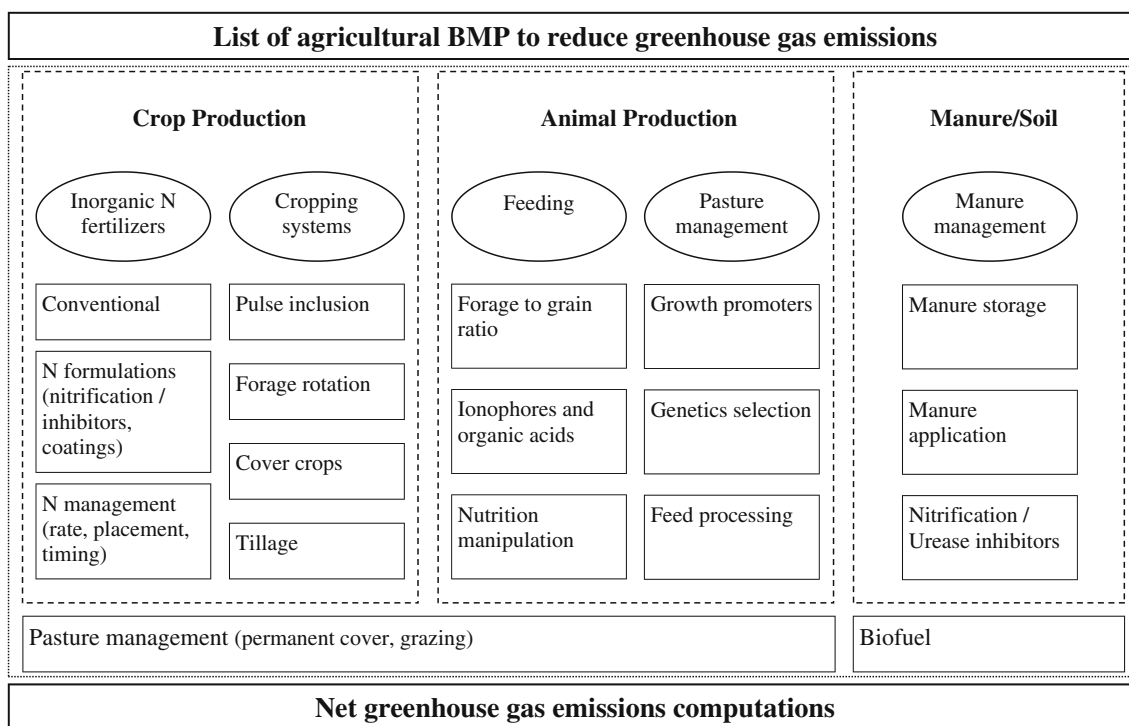 List of agricultural BMP to reduce greenhouse gas emissions
Crop Production
Inorganic N
fertilizers
Cropping
systems
Conventional
N formulations
(nitrification /
inhibitors,
coatings)
N management
(rate, placement,
timing)
Pulse inclusion
Forage rotation
Cover crops
Tillage
Animal Production
Feeding
Pasture
management
Forage to grain
ratio
Ionophores and
organic acids
Nutrition
manipulation
Growth promoters
Genetics selection
Feed processing
Manure/Soil
Manure
management
Manure storage
Manure
application
Nitrification /
Urease inhibitors
Pasture management (permanent cover, grazing)
Biofuel
Net greenhouse gas emissions computations